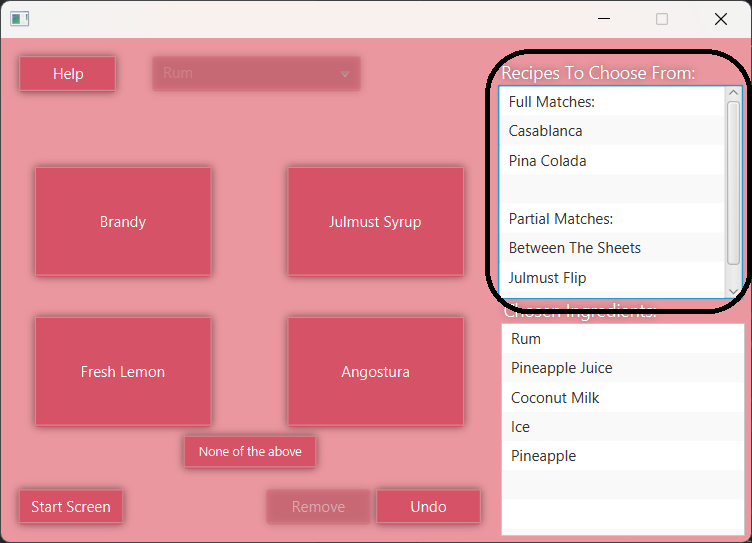 Help
Rum
Brandy
Julmust Syrup
Fresh Lemon
Angostura
None of the above
Start Screen
Remove
Undo
Recipes To Choose From:
Full Matches:
Casablanca
Pina Colada
Partial Matches:
Between The Sheets
Julmust Flip
Chosen Ingredients:
Rum
Pineapple Juice
Coconut Milk
Ice
Pineapple